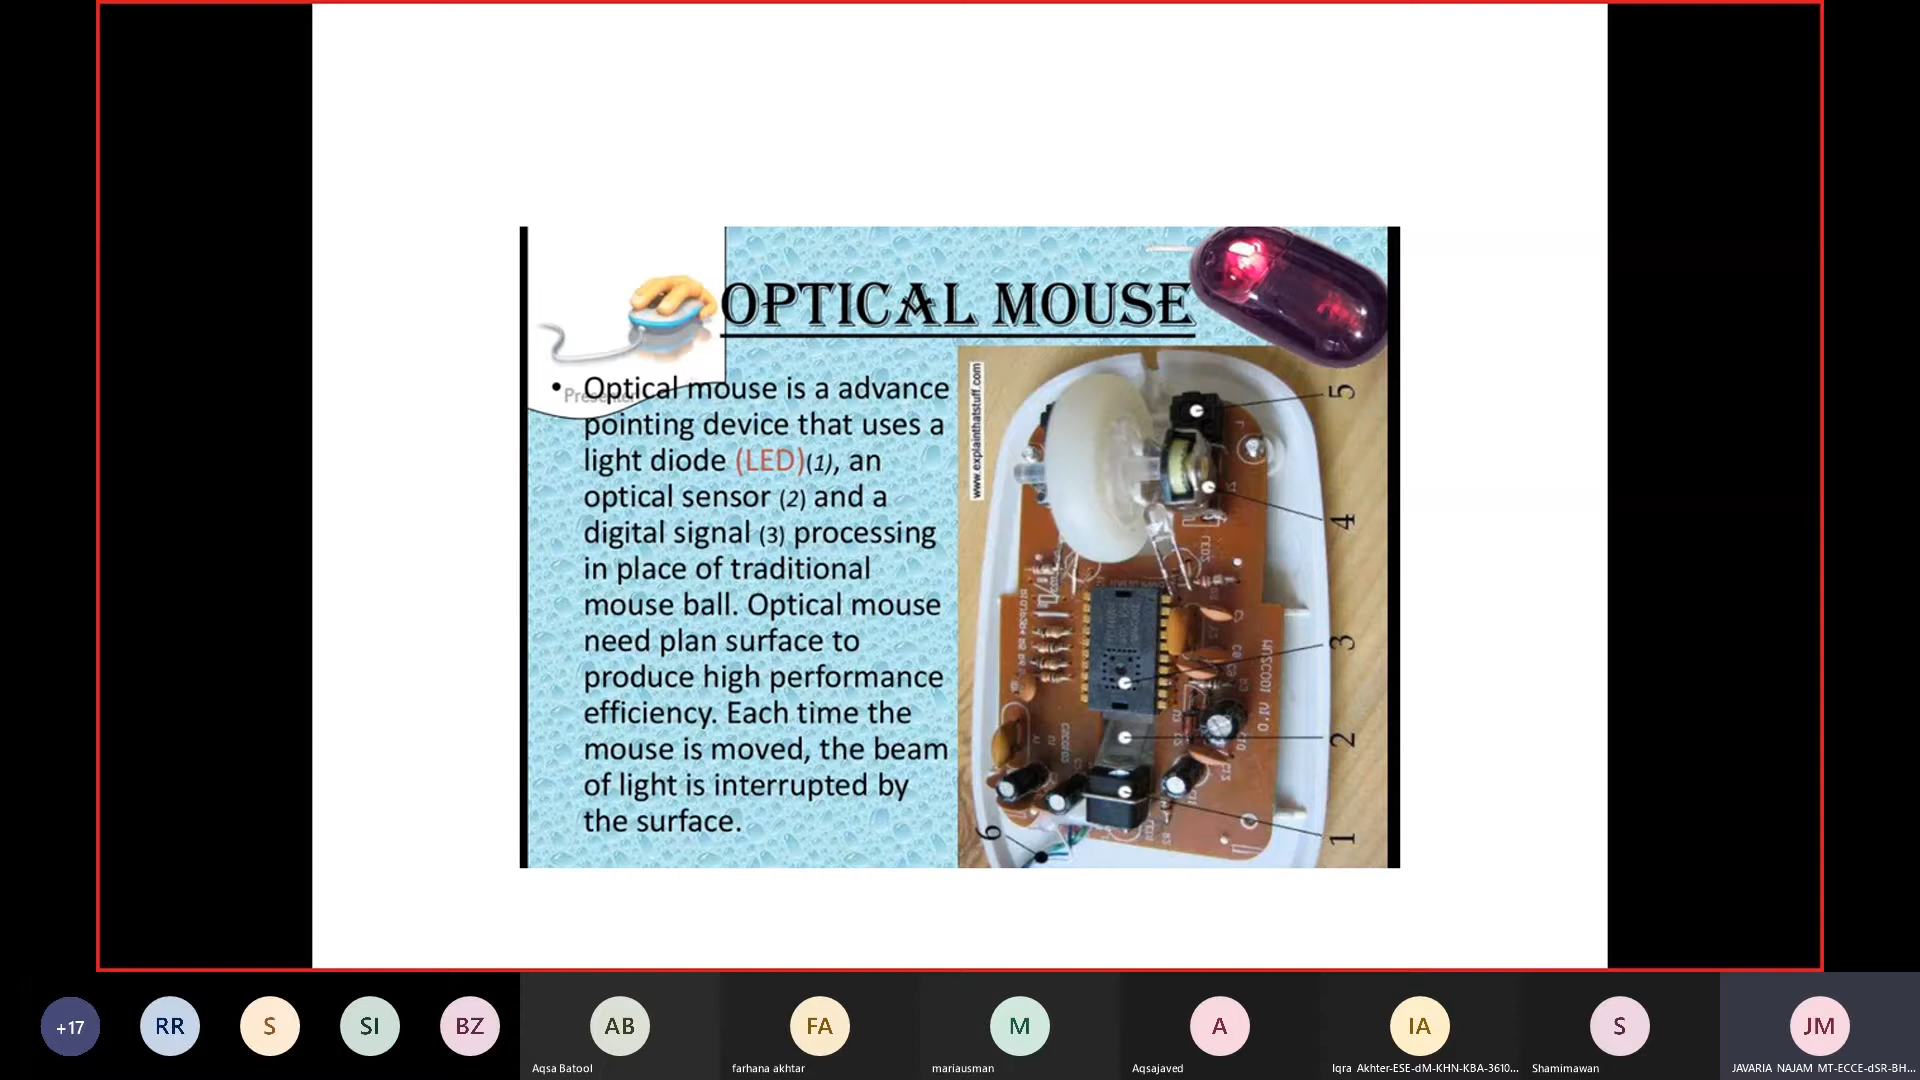 OPTICAL MOUSE
• Optical mouse is a advance
pointing device that uses a
light diode (LED)(1), an
optical sensor (2) and a
digital signal (3) processing
in place of traditional
mouse ball. Optical mouse
need plan surface to
produce high performance
efficiency. Each time the
mouse is moved, the beam
of light is interrupted by
the surface.
www.explainthatstuff.com
5
4
3
2
1
6
+17
RR
S
SI
BZ
AB
Aqsa Batool
FA
farhana akhtar
M
mariausman
A
Aqsajaved
IA
Iqra Akhter-ESE-dM-KHN-KBA-3610...
S
Shamimawan
JM
JAVARIA NAJAM MT-ECCE-dSR-BH...